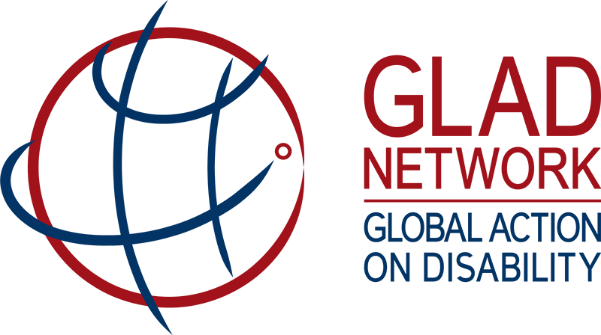 GLAD
NETWORK
GLOBAL ACTION
ON DISABILITY